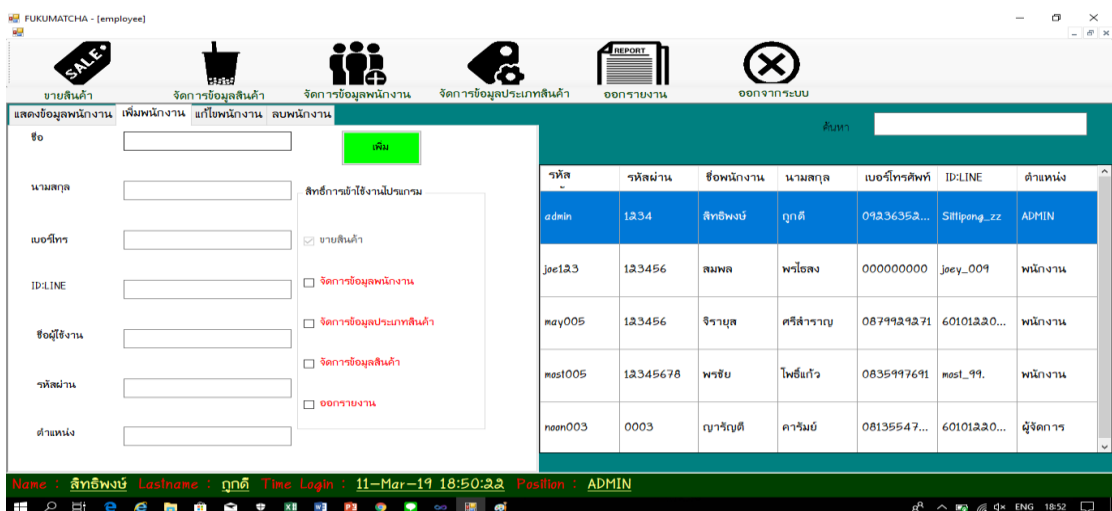 FUKUMATCHA - [employee]
SALE
REPORT
ขายสินค้า จัดการข้อมูลสินค้า จัดการข้อมูลพนักงาน จัดการข้อมูลประเภทสินค้า ออกรายงาน ออกจากระบบ
แสดงข้อมูลพนักงาน เพิ่มพนักงาน แก้ไขพนักงาน ลบพนักงาน
ค้นหา
ชื่อ
เพิ่ม
นามสกุล
เบอร์โทร
ID:LINE
ชื่อผู้ใช้งาน
รหัสผ่าน
ตำแหน่ง
สิทธิ์การเข้าใช้งานโปรแกรม
ขายสินค้า
จัดการข้อมูลพนักงาน
จัดการข้อมูลประเภทสินค้า
จัดการข้อมูลสินค้า
ออกรายงาน
รหัส รหัสผ่าน ชื่อพนักงาน นามสกุล เบอร์โทรศัพท์ ID:LINE ตำแหน่ง
admin 1234 สิทธิพงษ์ ถูกดี 09236352... Sittipong_zz ADMIN
joe123 123456 สมพล พรไธสง 000000000 joey_009 พนักงาน
may005 123456 จิรายุส ศรีสำราญ 0879929271 60101220... พนักงาน
most005 12345678 พรชัย โพธิ์แก้ว 0835997691 most_99. พนักงาน
noon003 0003 ญารัญดี คารัมย์ 08135547... 60101220... ผู้จัดการ
Name : สิทธิพงษ์ Lastname : ถูกดี Time Login : 11-Mar-19 18:50:22 Position : ADMIN
ENG 18:52